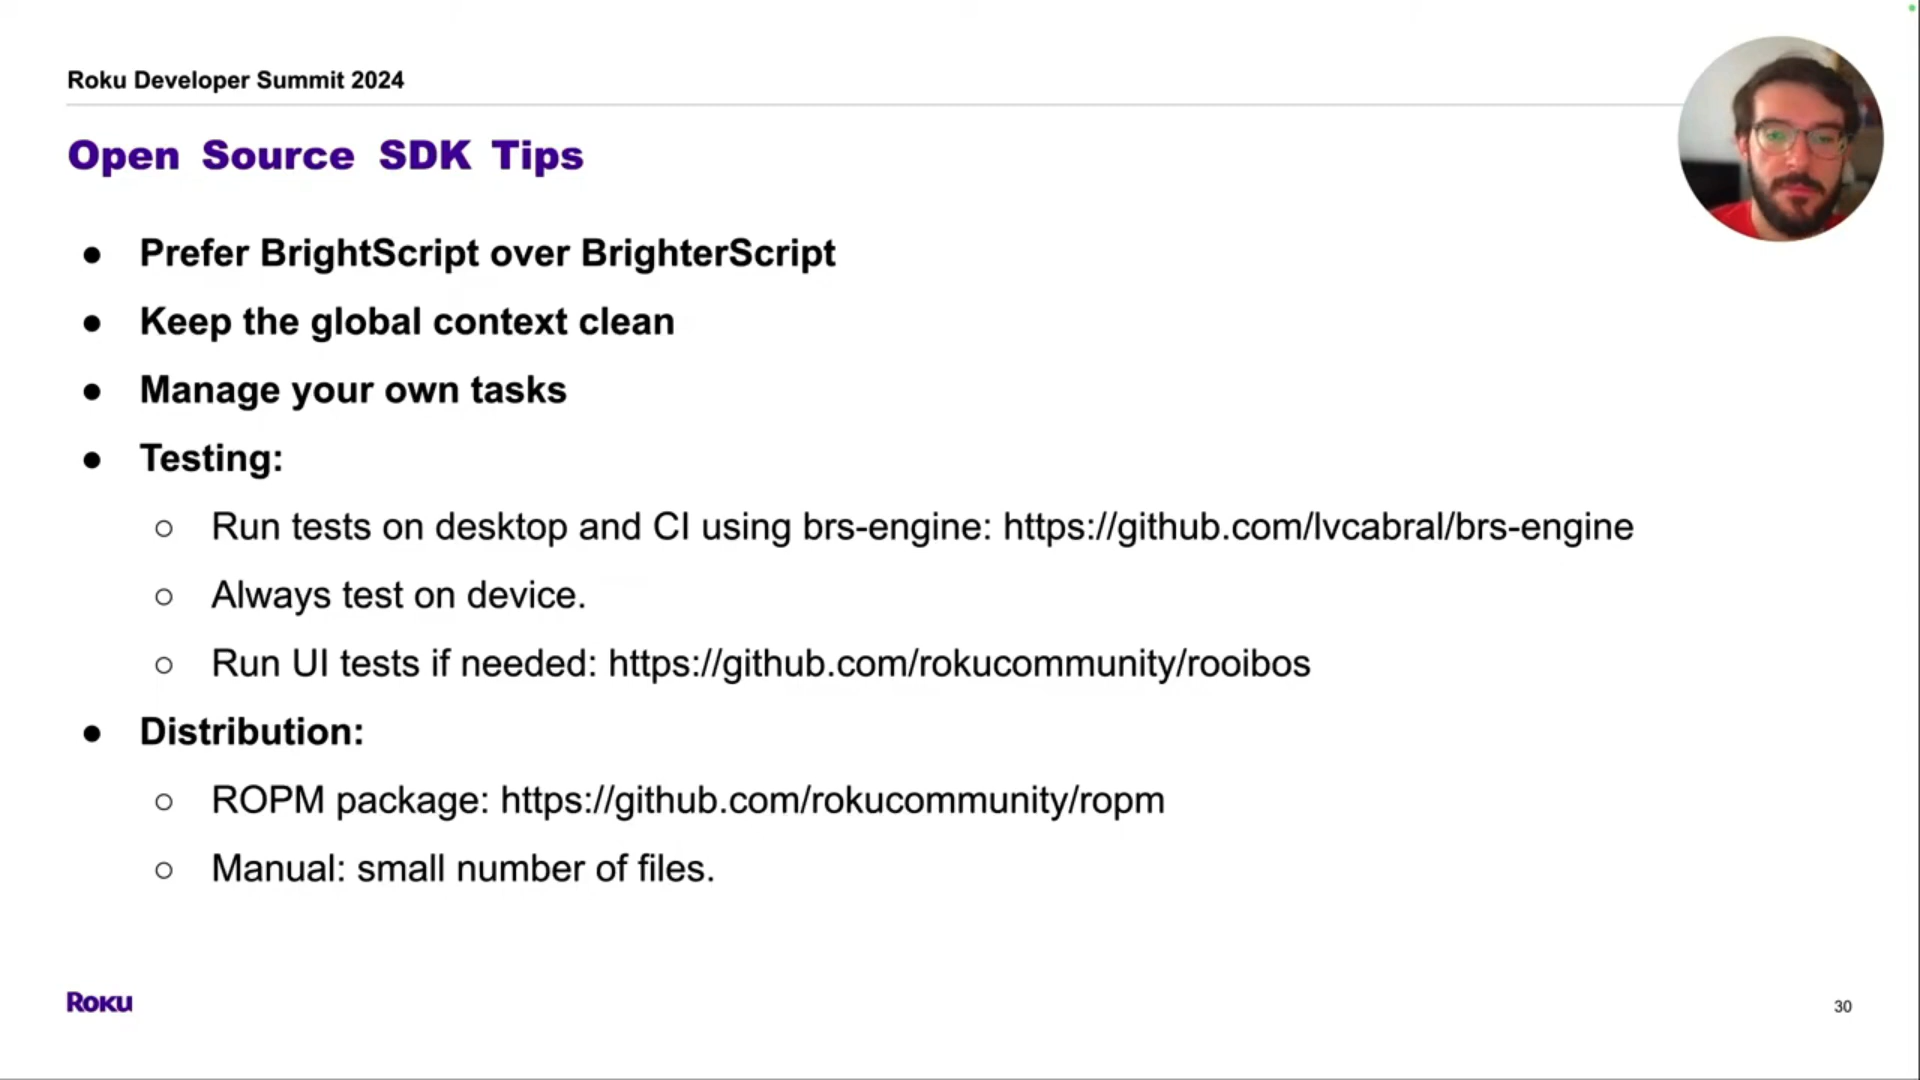 Roku Developer Summit 2024
Open Source SDK Tips
● Prefer BrightScript over BrighterScript
● Keep the global context clean
● Manage your own tasks
● Testing:
○ Run tests on desktop and CI using brs-engine: https://github.com/lvcabral/brs-engine
○ Always test on device.
○ Run UI tests if needed: https://github.com/rokucommunity/rooibos
● Distribution:
○ ROPM package: https://github.com/rokucommunity/ropm
○ Manual: small number of files.
Roku
30